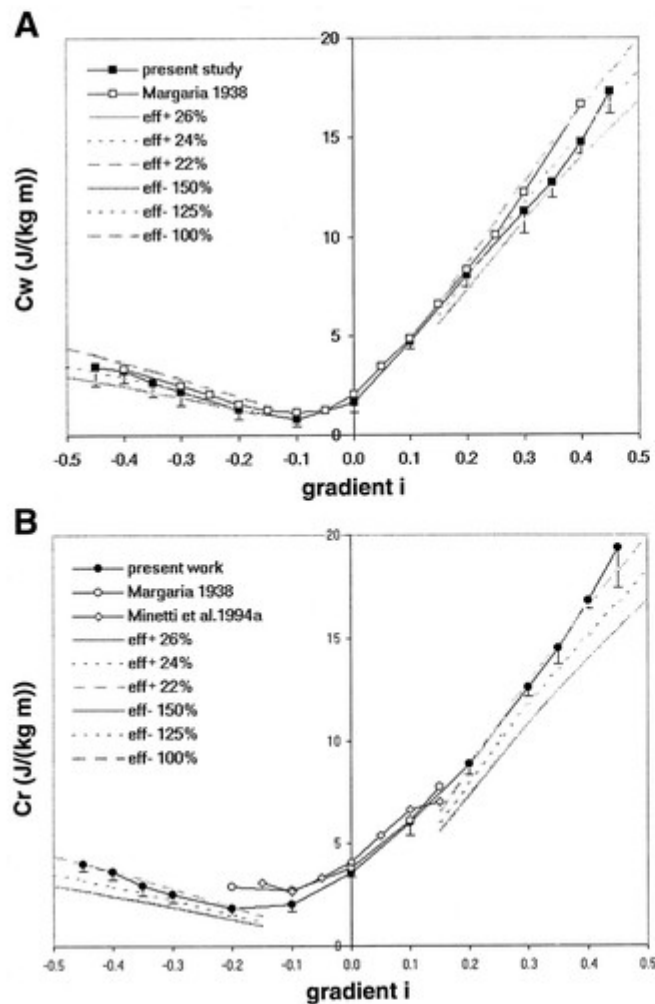 A
20
present study
Margaria 1938
eff+ 26%
eff+ 24%
eff+ 22%
eff- 150%
eff- 125%
eff- 100%
15
10
5
0
Cw (J/(kg m))
-0.5 -0.4 -0.3 -0.2 -0.1 0.0 0.1 0.2 0.3 0.4 0.5
gradient i
B
20
present work
Margaria 1938
Minetti et al.1994a
eff+ 26%
eff+ 24%
eff+ 22%
eff- 150%
eff- 125%
eff- 100%
15
10
5
0
Cr (J/(kg m))
-0.5 -0.4 -0.3 -0.2 -0.1 0.0 0.1 0.2 0.3 0.4 0.5
gradient i